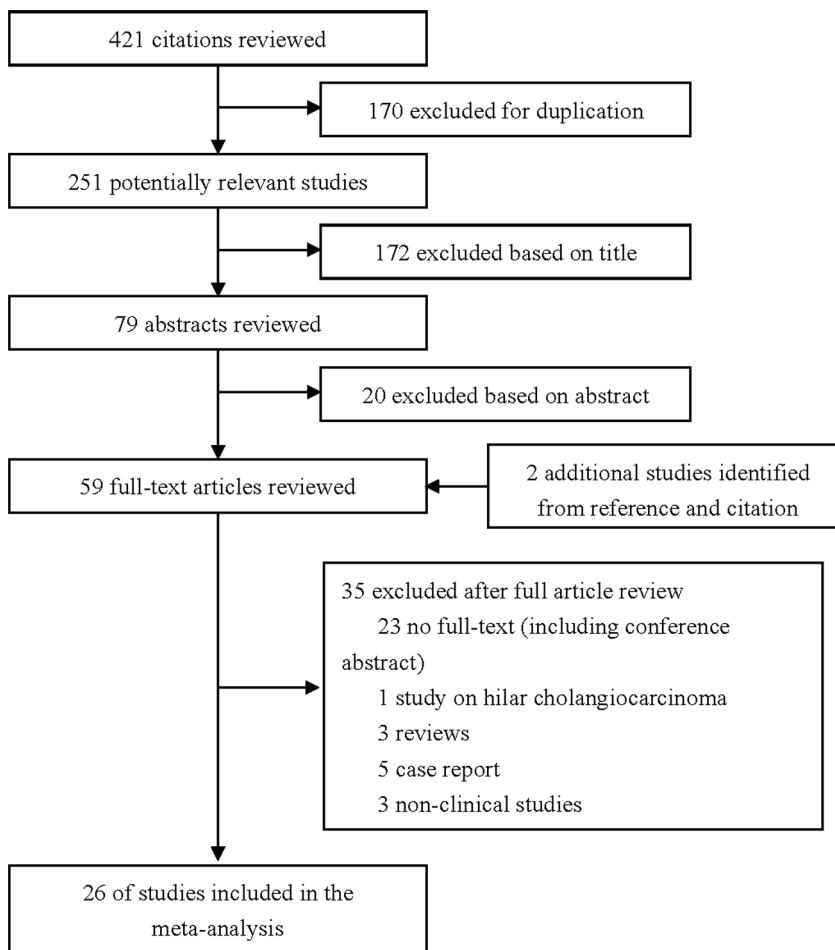 421 citations reviewed
170 excluded for duplication
251 potentially relevant studies
172 excluded based on title
79 abstracts reviewed
20 excluded based on abstract
59 full-text articles reviewed
2 additional studies identified
from reference and citation
35 excluded after full article review
23 no full-text (including conference
abstract)
1 study on hilar cholangiocarcinoma
3 reviews
5 case report
3 non-clinical studies
26 of studies included in the
meta-analysis